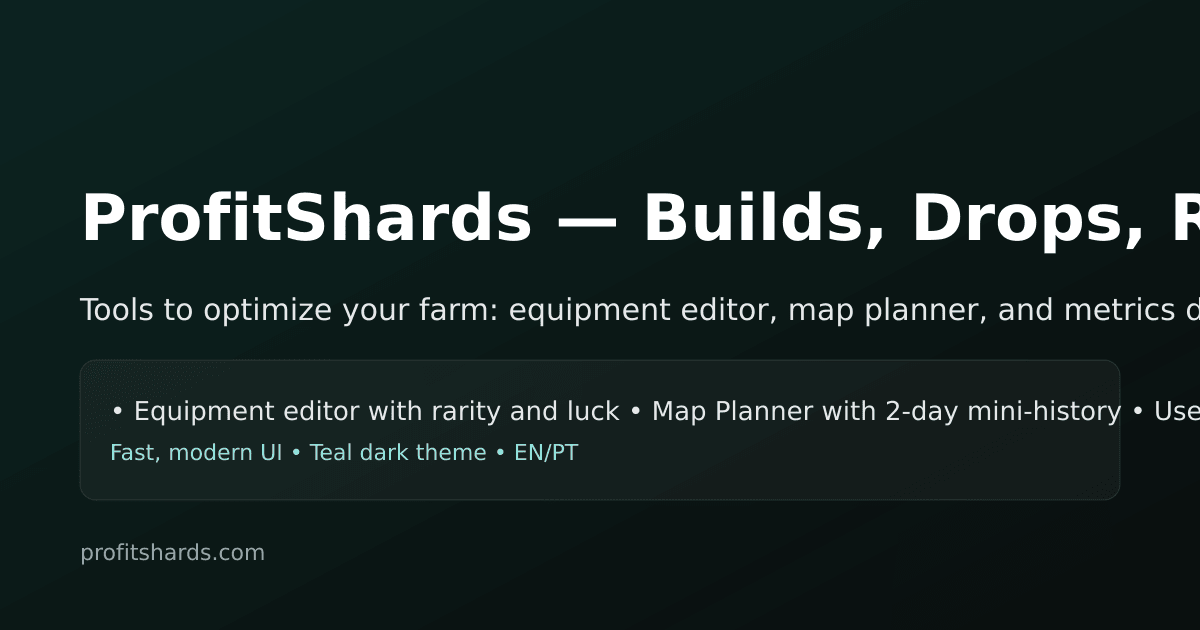 ProfitShards — Builds, Drops,
Tools to optimize your farm: equipment editor, map planner, and metrics
• Equipment editor with rarity and luck • Map Planner with 2-day mini-history •
Fast, modern UI • Teal dark theme • EN/PT
profitshards.com